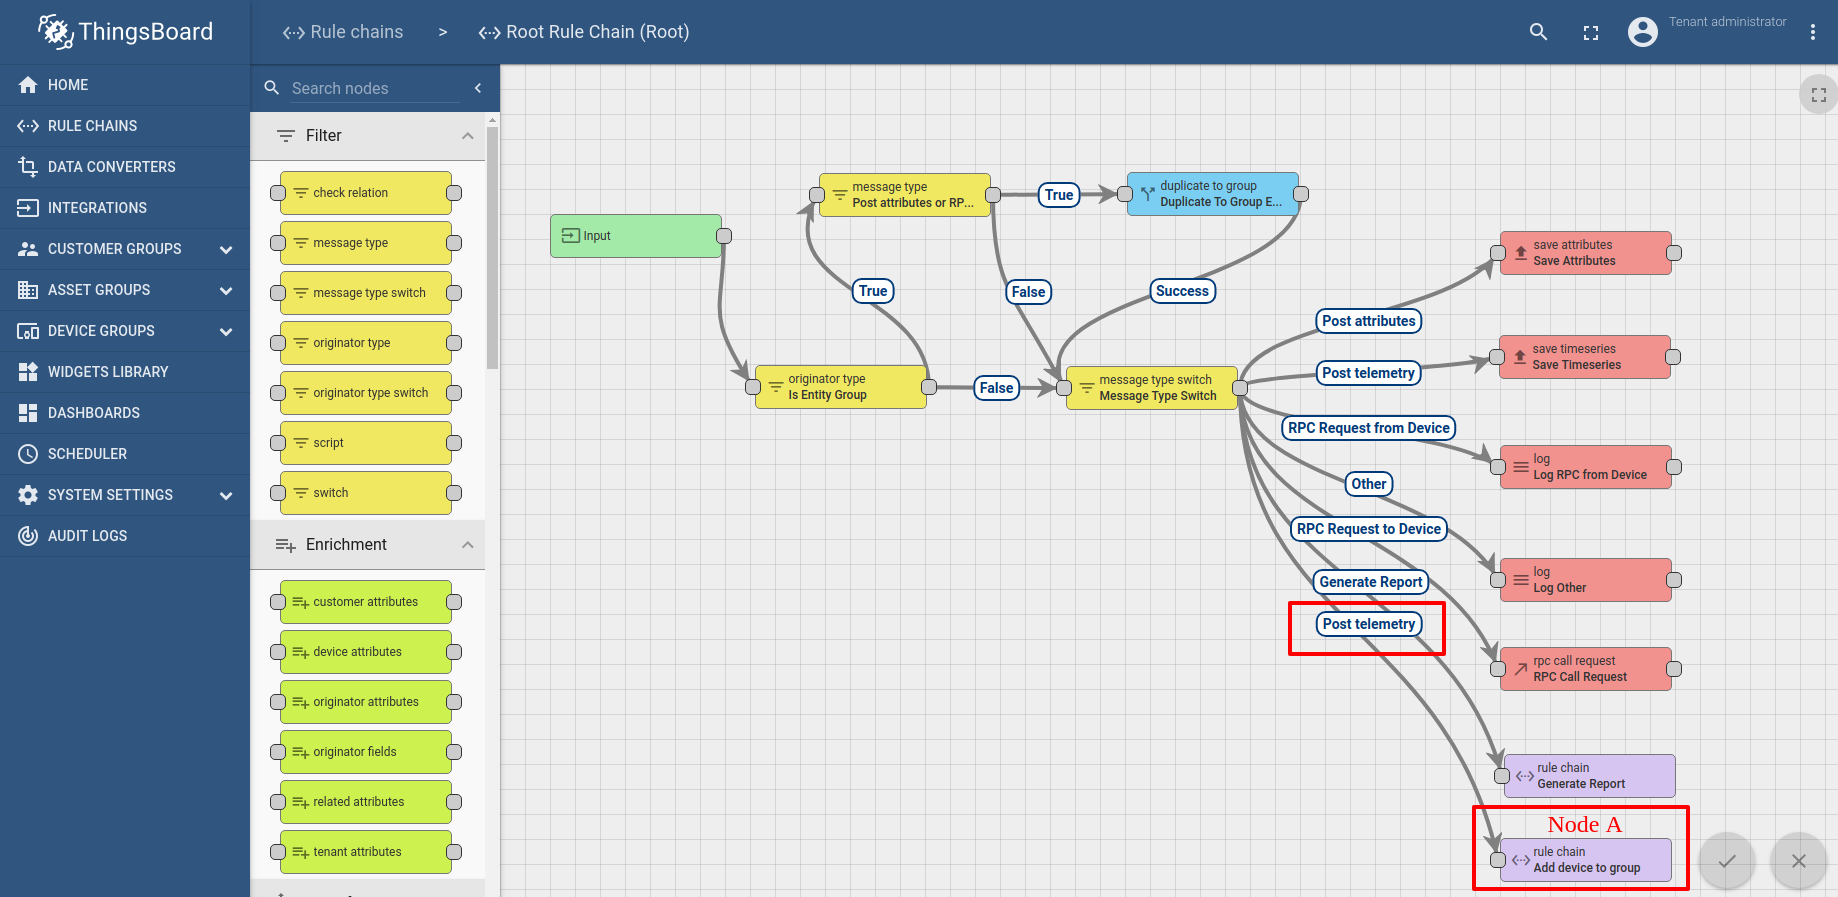 ThingsBoard
Rule chains > Root Rule Chain (Root)
Tenant administrator
HOME
RULE CHAINS
DATA CONVERTERS
INTEGRATIONS
CUSTOMER GROUPS
ASSET GROUPS
DEVICE GROUPS
WIDGETS LIBRARY
DASHBOARDS
SCHEDULER
SYSTEM SETTINGS
AUDIT LOGS
Search nodes
Filter
check relation
message type
message type switch
originator type
originator type switch
script
switch
Enrichment
customer attributes
device attributes
originator attributes
originator fields
related attributes
tenant attributes
Input
message type
Post attributes or RP...
True
duplicate to group
Duplicate To Group E...
True
False
Success
originator type
Is Entity Group
False
message type switch
Message Type Switch
Post attributes
save attributes
Save Attributes
Post telemetry
save timeseries
Save Timeseries
RPC Request from Device
log
Log RPC from Device
Other
log
Log Other
RPC Request to Device
rpc call request
RPC Call Request
Generate Report
Post telemetry
rule chain
Generate Report
Node A
rule chain
Add device to group